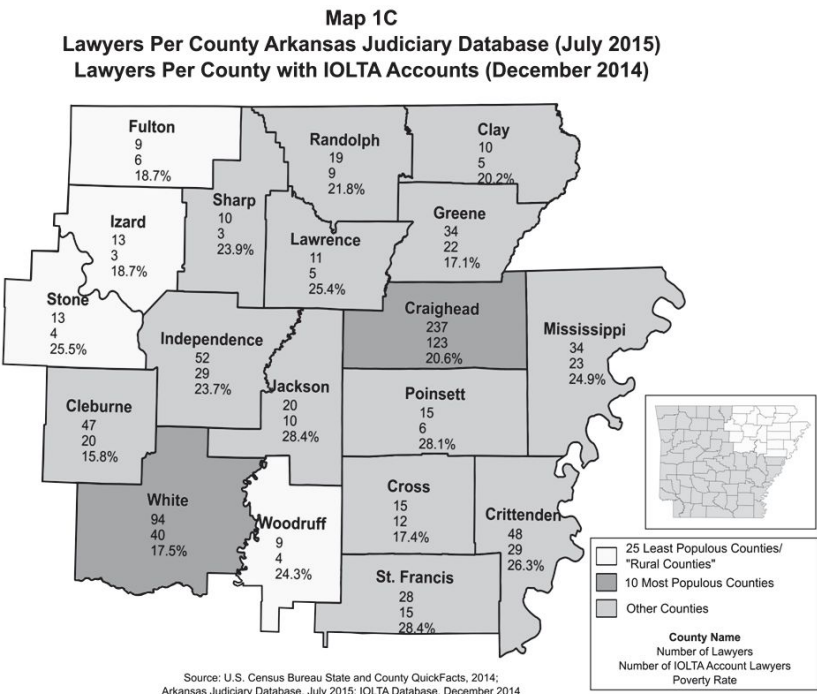 Map 1C
Lawyers Per County Arkansas Judiciary Database (July 2015)
Lawyers Per County with IOLTA Accounts (December 2014)
Fulton
9
6
18.7%
Randolph
19
9
21.8%
Clay
10
5
20.2%
Izard
13
3
18.7%
Sharp
10
3
23.9%
Lawrence
11
5
25.4%
Greene
34
22
17.1%
Stone
13
4
25.5%
Independence
52
29
23.7%
Craighead
237
123
20.6%
Mississippi
34
23
24.9%
Cleburne
47
20
15.8%
Jackson
20
10
28.4%
Poinsett
15
6
28.1%
White
94
40
17.5%
Woodruff
9
4
24.3%
Cross
15
12
17.4%
Crittenden
48
29
26.3%
St. Francis
28
15
28.4%
25 Least Populous Counties/
"Rural Counties"
10 Most Populous Counties
Other Counties
County Name
Number of Lawyers
Number of IOLTA Account Lawyers
Poverty Rate
Source: U.S. Census Bureau State and County QuickFacts, 2014;
Arkansas Judiciary Database, July 2015; IOLTA Database, December 2014